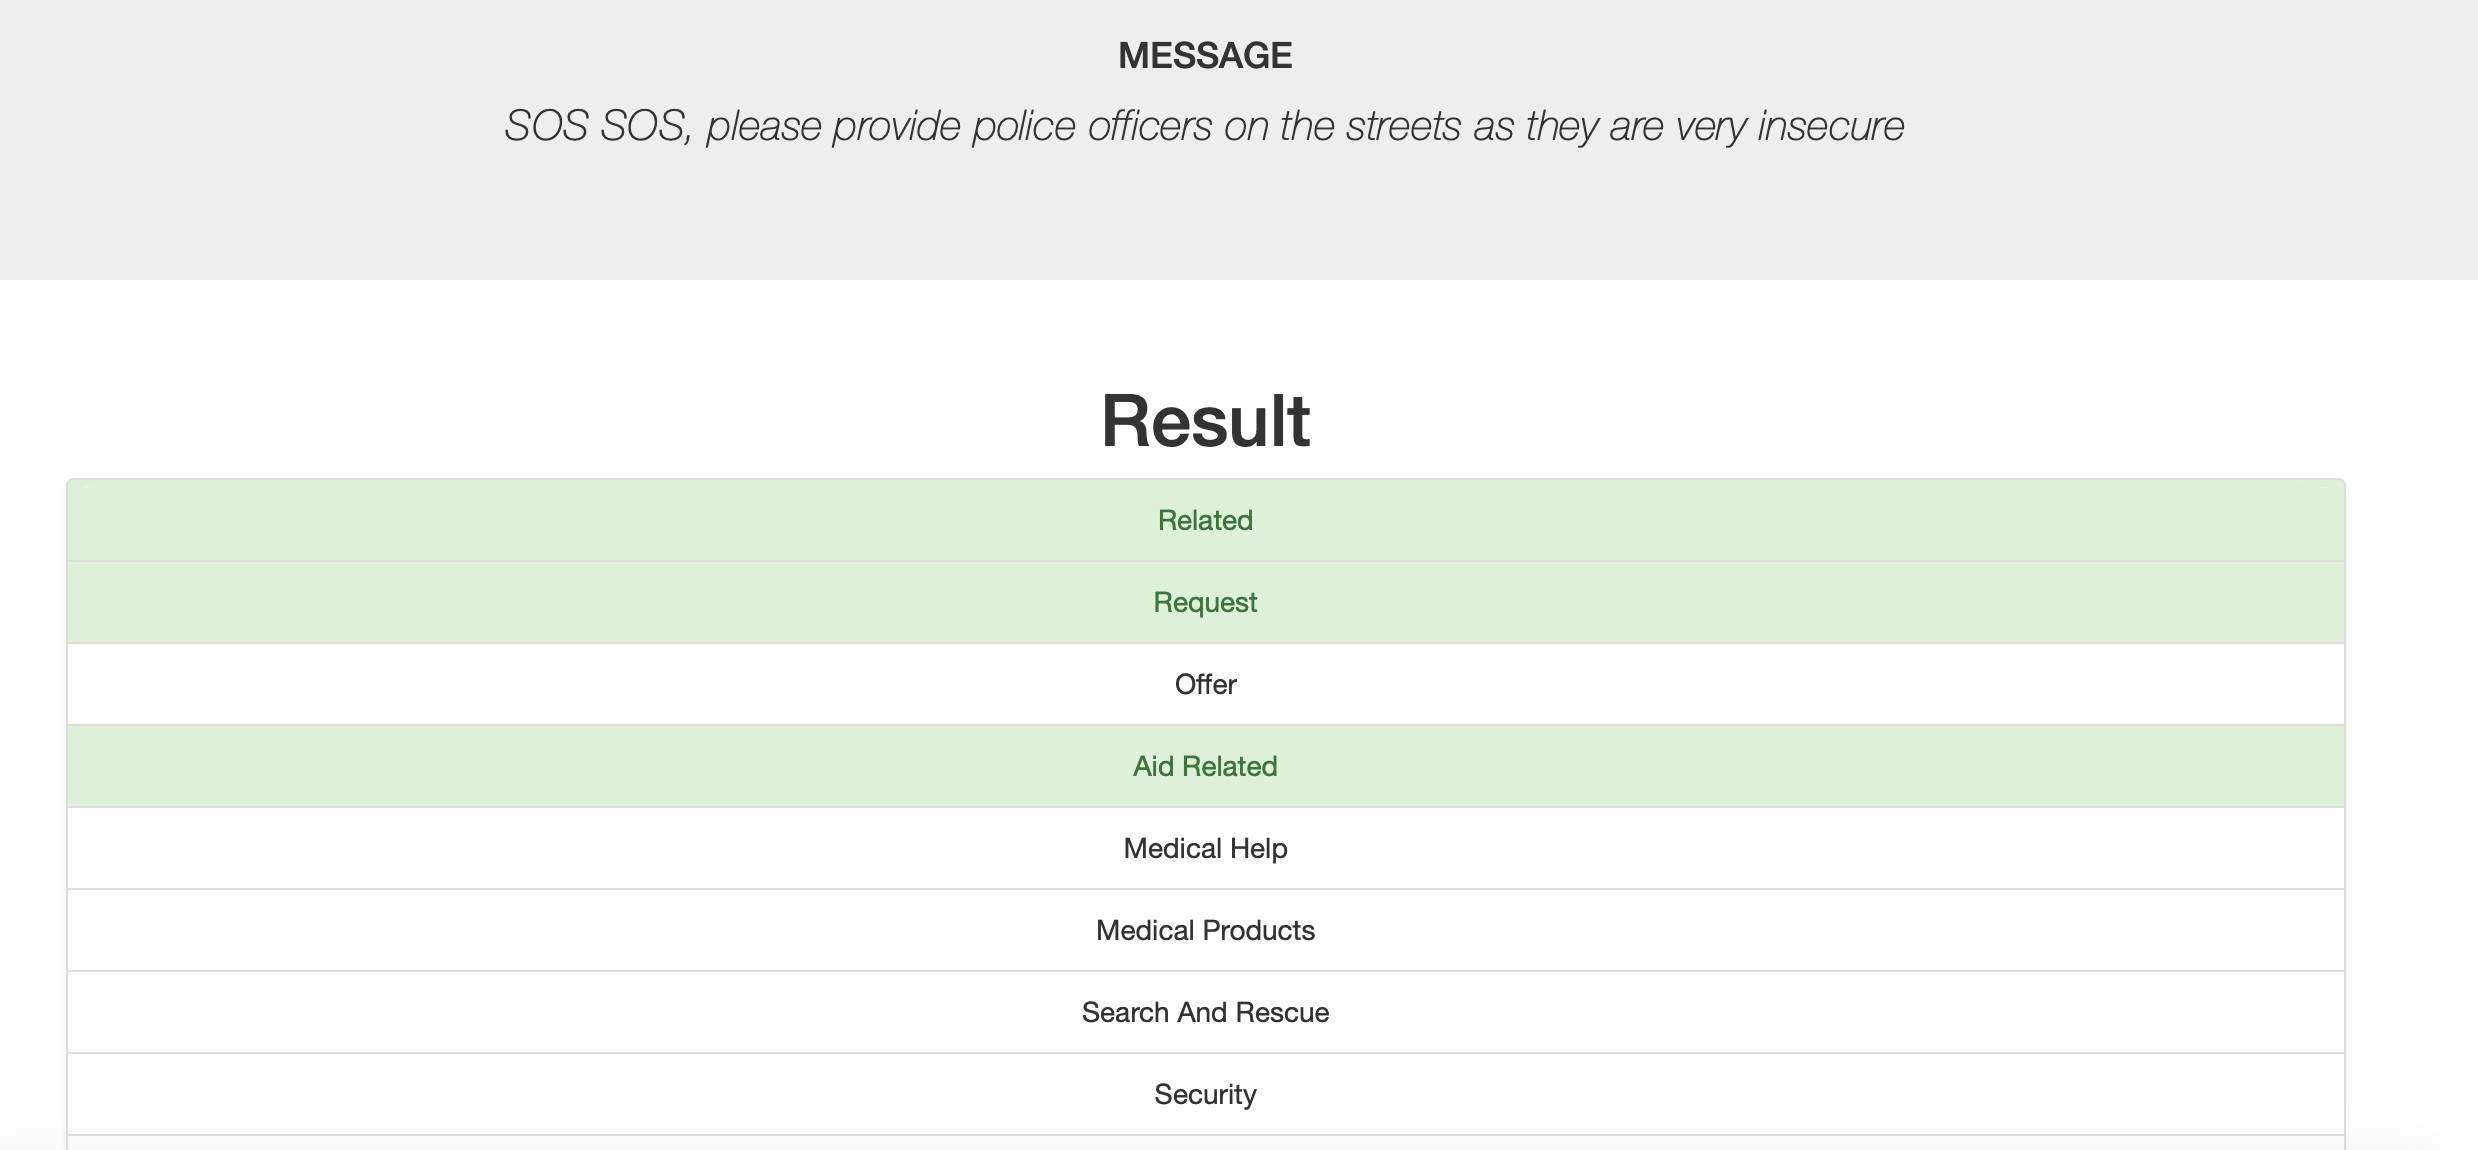 MESSAGE
SOS SOS, please provide police officers on the streets as they are very insecure
Result
Related
Request
Offer
Aid Related
Medical Help
Medical Products
Search And Rescue
Security